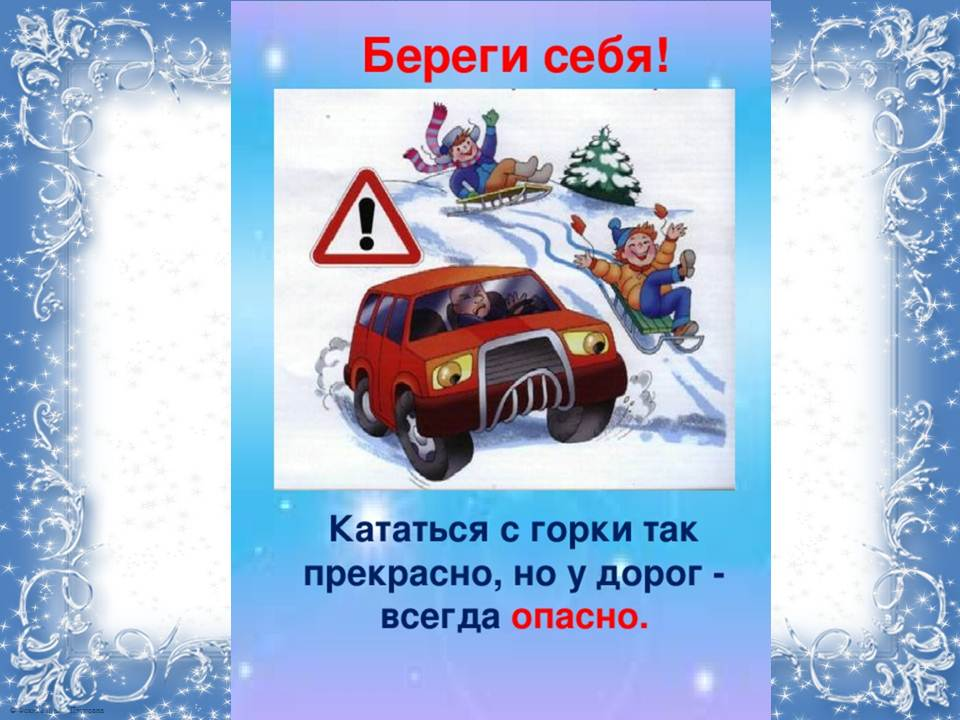 Береги себя!
Кататься с горки так
прекрасно, но у дорог -
всегда опасно.